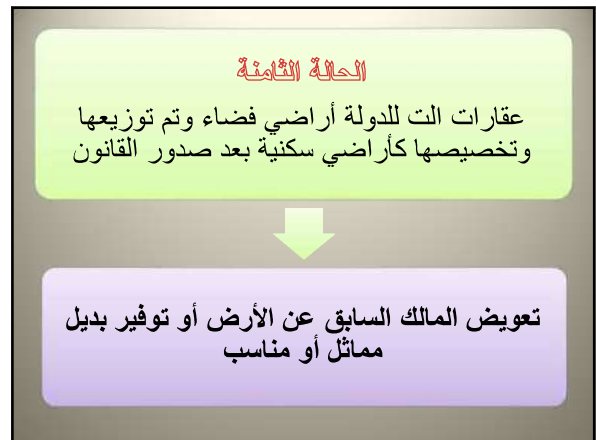 الحالة الثامنة
عقارات الت للدولة أراضي فضاء وتم توزيعها
وتخصيصها كأراضي سكنية بعد صدور القانون
تعويض المالك السابق عن الأرض أو توفير بديل
مماثل أو مناسب